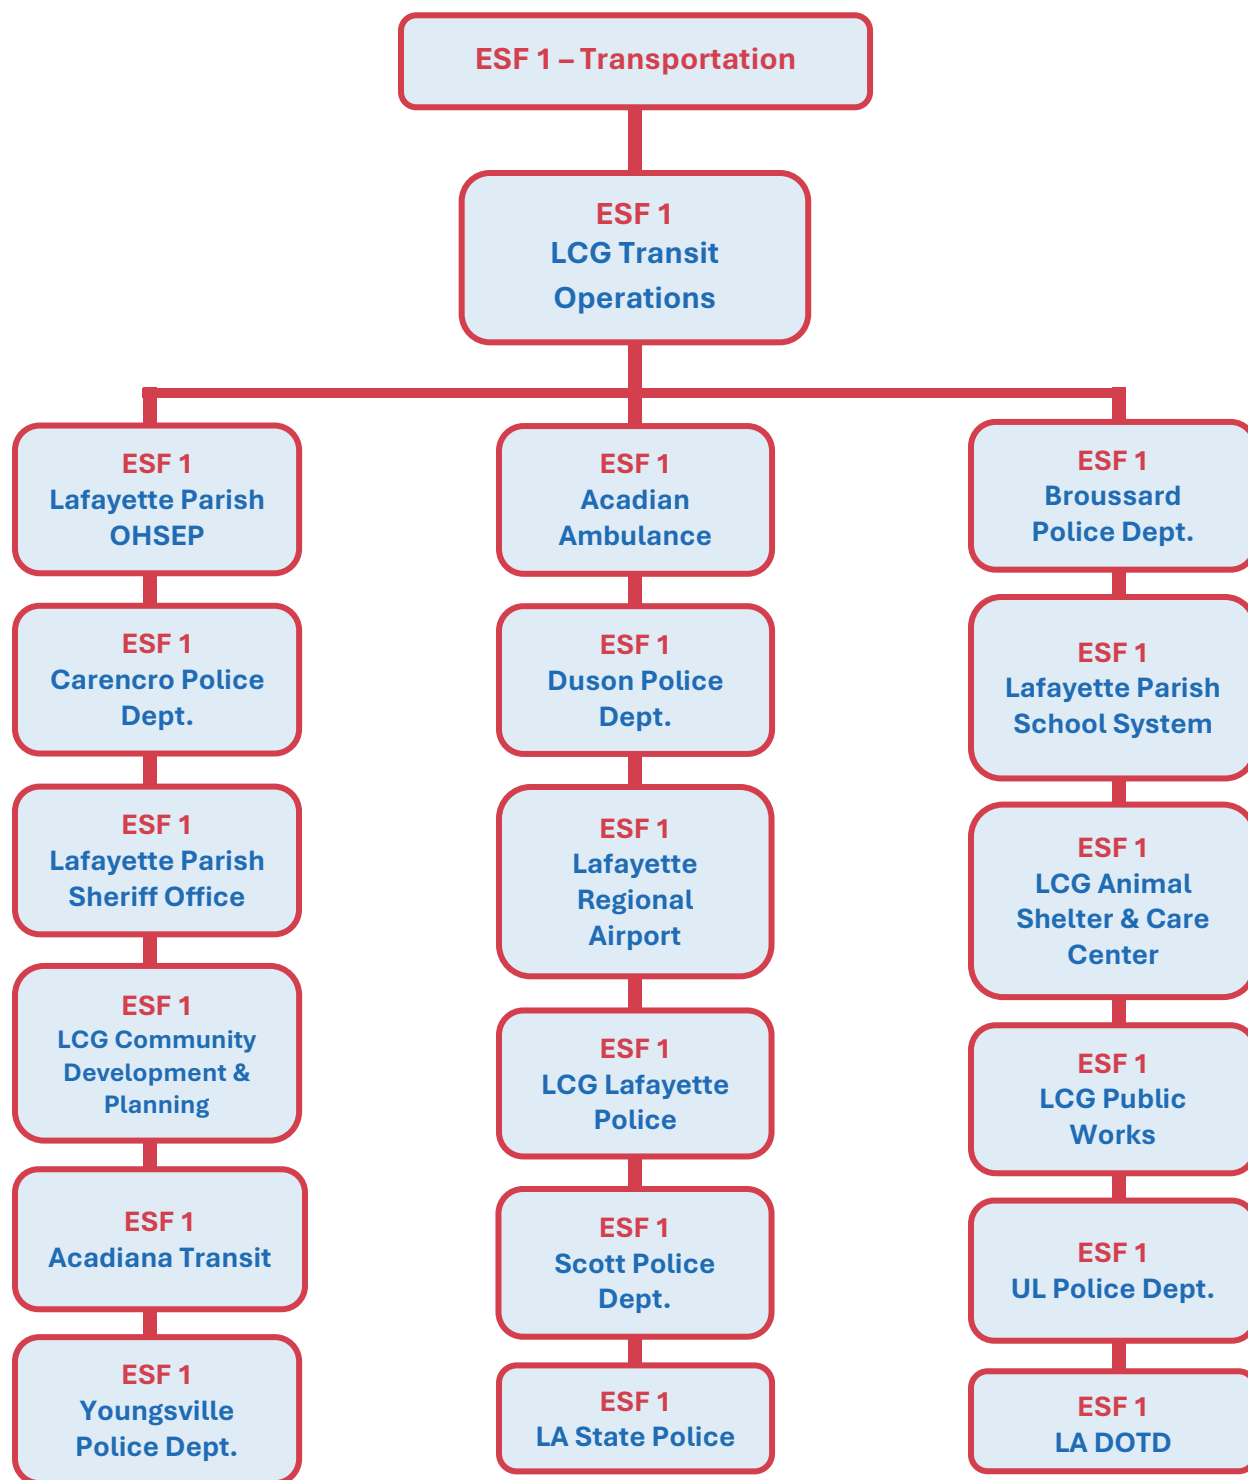 ESF 1 – Transportation
ESF 1
LCG Transit
Operations
ESF 1
Lafayette Parish
OHSEP
ESF 1
Carencro Police
Dept.
ESF 1
Lafayette Parish
Sheriff Office
ESF 1
LCG Community
Development &
Planning
ESF 1
Acadiana Transit
ESF 1
Youngsville
Police Dept.
ESF 1
Acadian
Ambulance
ESF 1
Duson Police
Dept.
ESF 1
Lafayette
Regional
Airport
ESF 1
LCG Lafayette
Police
ESF 1
Scott Police
Dept.
ESF 1
LA State Police
ESF 1
Broussard
Police Dept.
ESF 1
Lafayette Parish
School System
ESF 1
LCG Animal
Shelter & Care
Center
ESF 1
LCG Public
Works
ESF 1
UL Police Dept.
ESF 1
LA DOTD